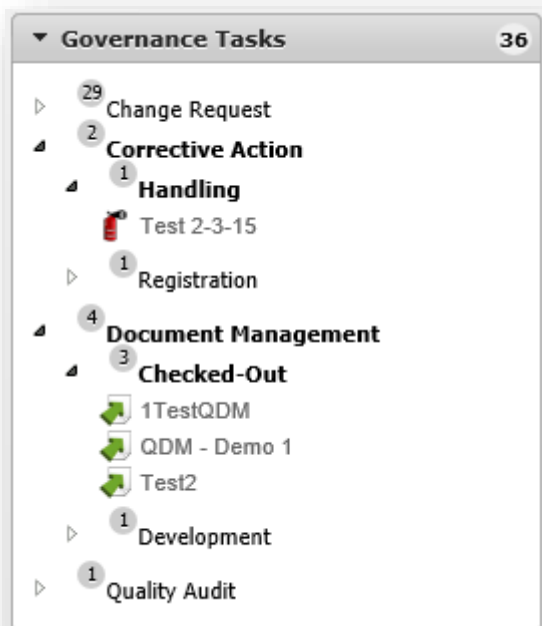 Governance Tasks 36
29 Change Request
2 Corrective Action
1 Handling
Test 2-3-15
1 Registration
4 Document Management
3 Checked-Out
1TestQDM
QDM - Demo 1
Test2
1 Development
1 Quality Audit